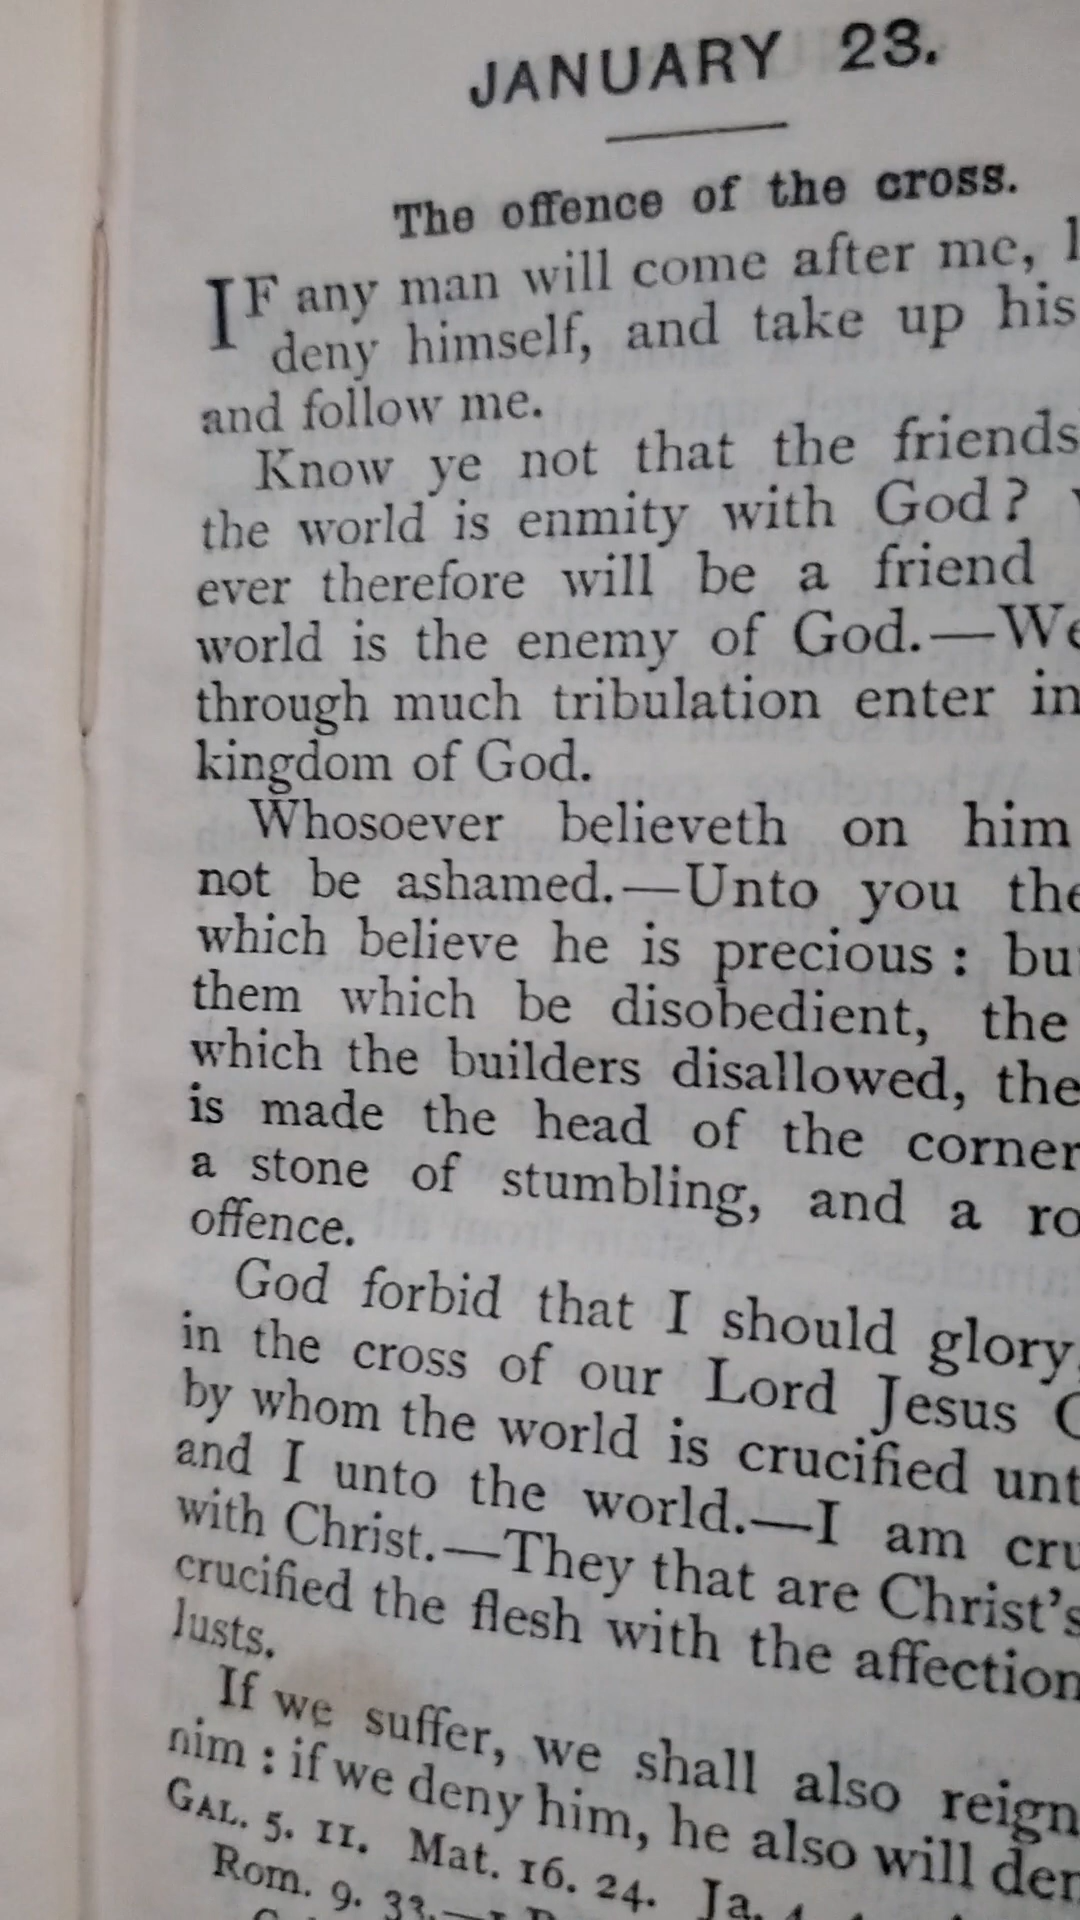 JANUARY 23.
The offence of the cross.
IF any man will come after me,
deny himself, and take up his
and follow me.
Know ye not that the friends
the world is enmity with God?
ever therefore will be a friend
world is the enemy of God.—We
through much tribulation enter in
kingdom of God.
Whosoever believeth on him
not be ashamed.—Unto you the
which believe he is precious: bu
them which be disobedient, the
which the builders disallowed, the
is made the head of the corner
a stone of stumbling, and a ro
offence.
God forbid that I should glory,
in the cross of our Lord Jesus C
by whom the world is crucified unt
and I unto the world.—I am cru
with Christ.—They that are Christ's
crucified the flesh with the affection
lusts.
If we suffer, we shall also reign
him: if we deny him, he also will den
GAL. 5. 11. Mat. 16. 24. Ja. 4.
Rom. 9. 33.—1